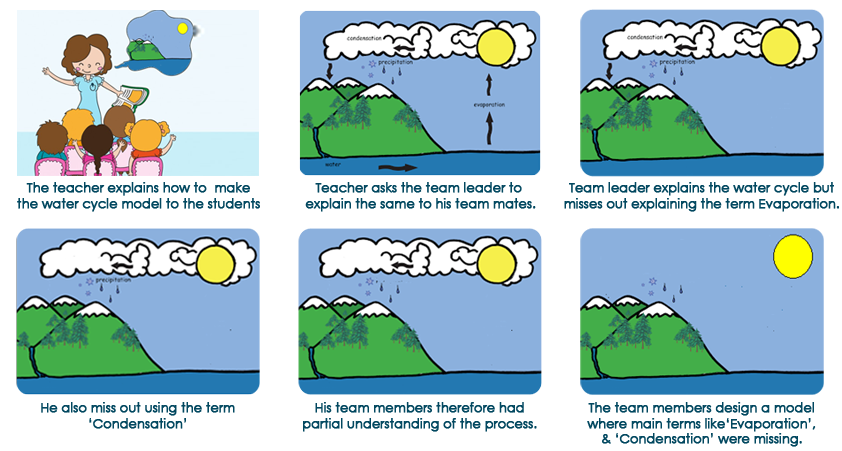 The teacher explains how to make
the water cycle model to the students
condensation
precipitation
evaporation
water
Teacher asks the team leader to
explain the same to his team mates.
condensation
precipitation
Team leader explains the water cycle but
misses out explaining the term Evaporation.
precipitation
He also miss out using the term
‘Condensation’
His team members therefore had
partial understanding of the process.
The team members design a model
where main terms like‘Evaporation’,
& ‘Condensation’ were missing.